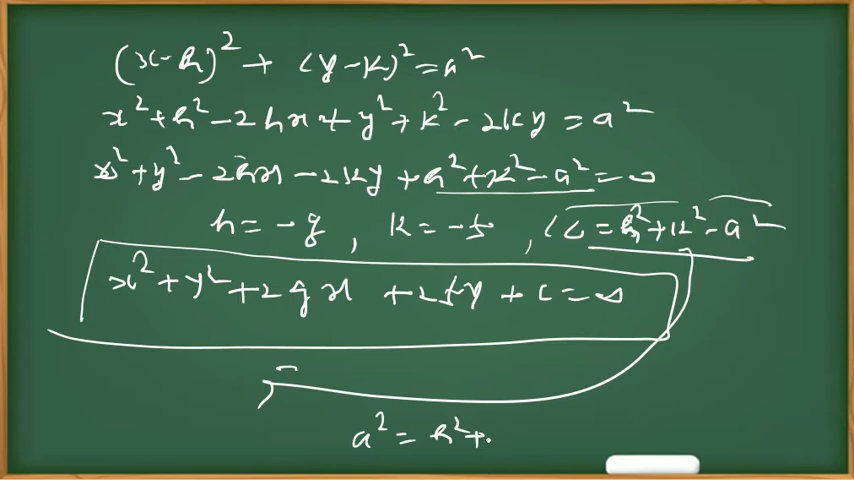 (x-h)² + (y-k)² = a²
x² + h² - 2hx + y² + k² - 2ky = a²
x² + y² - 2hx - 2ky + h² + k² - a² = 0
h = -g, k = -f, c = h² + k² - a²
x² + y² + 2gx + 2fy + c = 0
a² = h² +